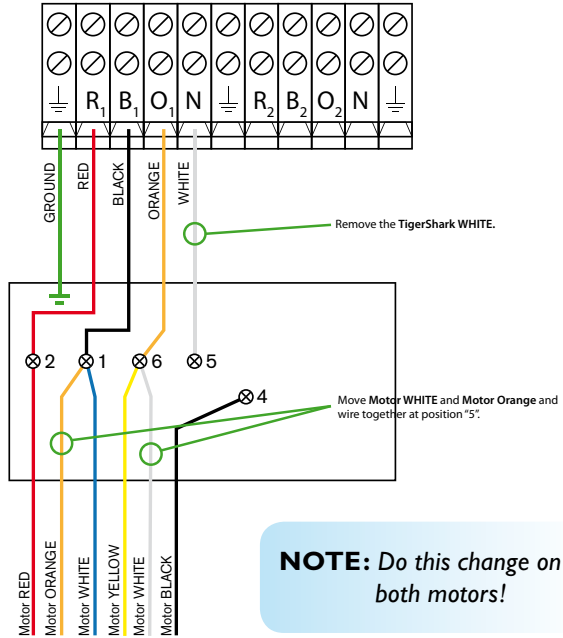 R1 B1 O1 N R2 B2 O2 N
GROUND
RED
BLACK
ORANGE
WHITE
Remove the TigerShark WHITE.
2 1 6 5
4
Move Motor WHITE and Motor Orange and
wire together at position “5”.
Motor RED
Motor ORANGE
Motor WHITE
Motor YELLOW
Motor WHITE
Motor BLACK
NOTE: Do this change on
both motors!